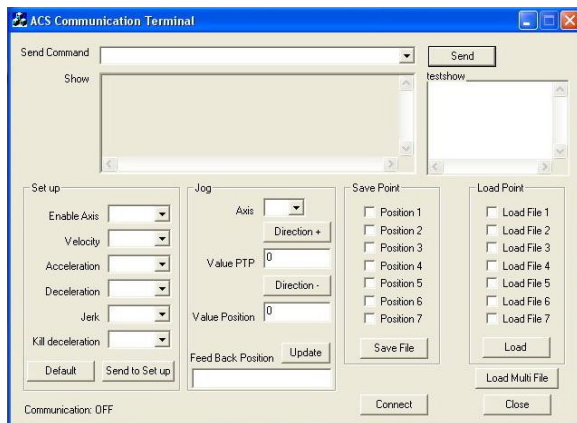 ACS Communication Terminal
Send Command
Send
Show
testshow
Set up
Enable Axis
Velocity
Acceleration
Deceleration
Jerk
Kill deceleration
Default
Send to Set up
Jog
Axis
Direction +
Value PTP
0
Direction -
Value Position
0
Feed Back Position
Update
Save Point
Position 1
Position 2
Position 3
Position 4
Position 5
Position 6
Position 7
Save File
Load Point
Load File 1
Load File 2
Load File 3
Load File 4
Load File 5
Load File 6
Load File 7
Load
Load Multi File
Communication: OFF
Connect
Close